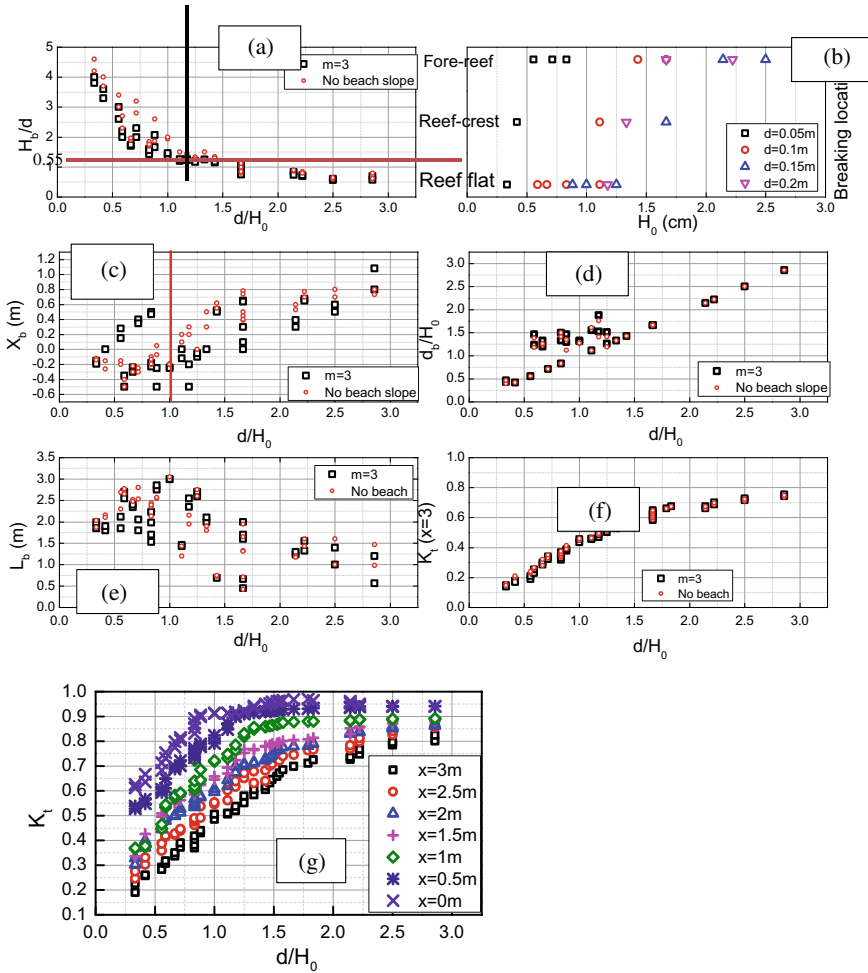 (a)
m=3
No beach slope
H_b/d
5
4
3
2
1
0
0.55
0.0 0.5 1.0 1.5 2.0 2.5 3.0
d/H_0
(b)
Fore-reef
Reef-crest
Reef flat
d=0.05m
d=0.1m
d=0.15m
d=0.2m
Breaking locatio
0.0 0.5 1.0 1.5 2.0 2.5 3.0
H_0 (cm)
(c)
X_b (m)
1.2
1.0
0.8
0.6
0.4
0.2
-0.0
-0.2
-0.4
-0.6
m=3
No beach slope
0.0 0.5 1.0 1.5 2.0 2.5 3.0
d/H_0
(d)
d_b/H_0
3.0
2.5
2.0
1.5
1.0
0.5
0.0
m=3
No beach slope
0.0 0.5 1.0 1.5 2.0 2.5 3.0
d/H_0
(e)
L_b (m)
3.5
3.0
2.5
2.0
1.5
1.0
0.5
0.0
m=3
No beach
0.0 0.5 1.0 1.5 2.0 2.5 3.0
d/H_0
(f)
K_t (x=3)
1.0
0.8
0.6
0.4
0.2
0.0
m=3
No beach
0.0 0.5 1.0 1.5 2.0 2.5 3.0
d/H_0
(g)
K_t
1.0
0.9
0.8
0.7
0.6
0.5
0.4
0.3
0.2
0.1
x=3m
x=2.5m
x=2m
x=1.5m
x=1m
x=0.5m
x=0m
0.0 0.5 1.0 1.5 2.0 2.5 3.0
d/H_0